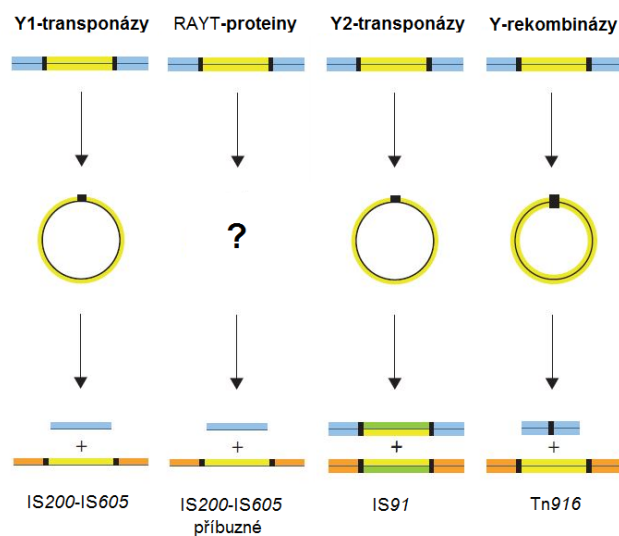 Y1-transponázy RAYT-proteiny Y2-transponázy Y-rekombinázy
?
+ + + +
IS200-IS605 IS200-IS605 IS91 Tn916
příbuzné